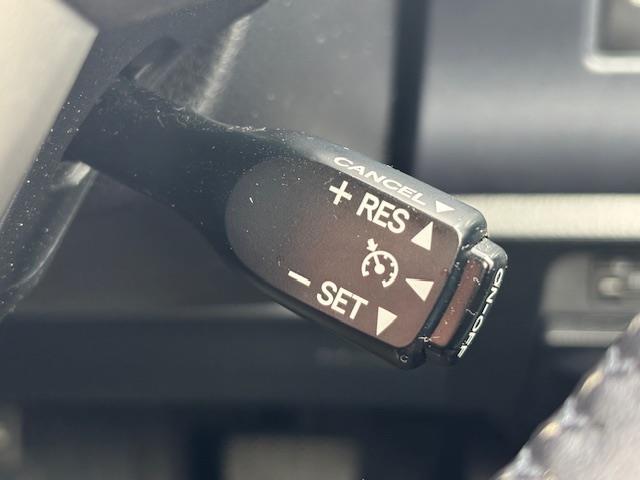 CANCEL
+ RES
- SET
ON-OFF